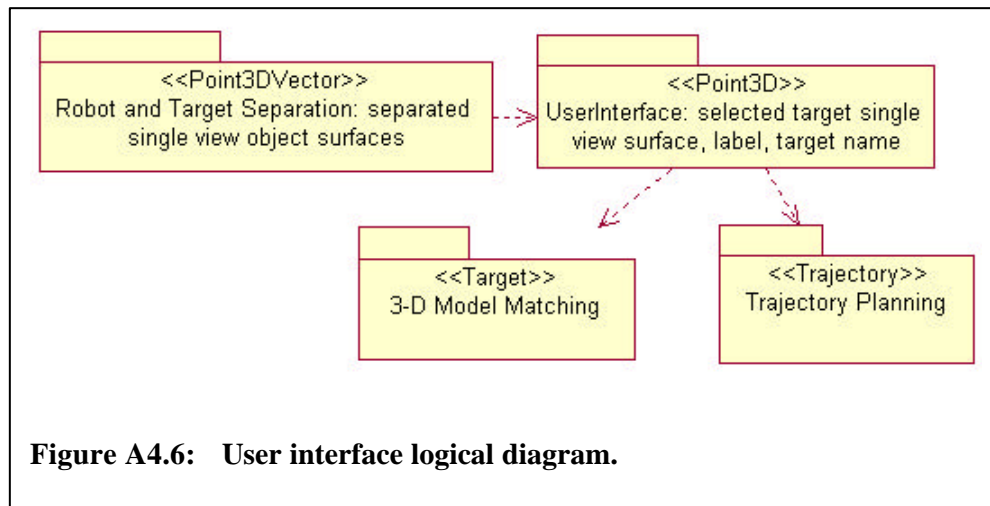 <<Point3DVector>>
Robot and Target Separation: separated
single view object surfaces
<<Point3D>>
UserInterface: selected target single
view surface, label, target name
<<Target>>
3-D Model Matching
<<Trajectory>>
Trajectory Planning
Figure A4.6: User interface logical diagram.